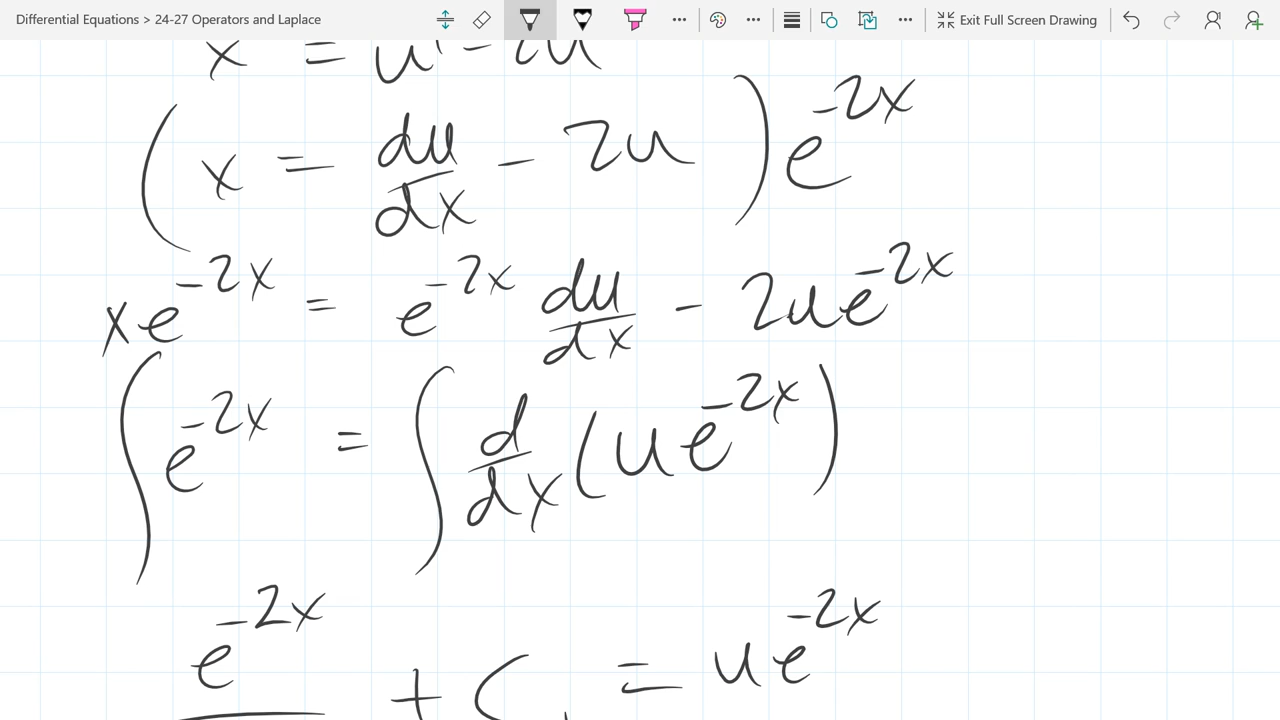 Differential Equations > 24-27 Operators and Laplace
Exit Full Screen Drawing
x = u' - 2u
(x = du/dx - 2u) e^-2x
xe^-2x = e^-2x du/dx - 2ue^-2x
∫ e^-2x = ∫ d/dx (ue^-2x)
e^-2x + C = ue^-2x